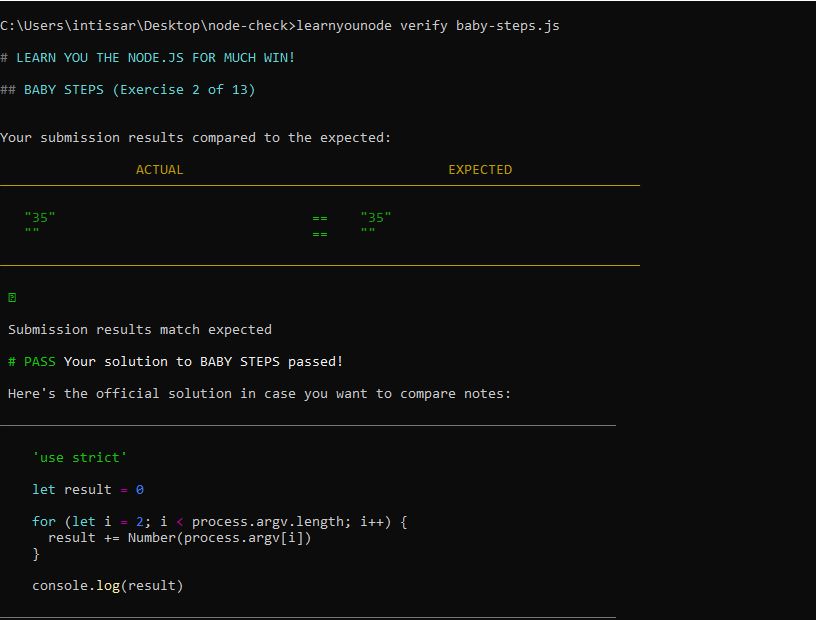 C:\Users\intissar\Desktop\node-check>learnyounode verify baby-steps.js
# LEARN YOU THE NODE.JS FOR MUCH WIN!
## BABY STEPS (Exercise 2 of 13)
Your submission results compared to the expected:
ACTUAL EXPECTED
"35" == "35"
"" == ""
Submission results match expected
# PASS Your solution to BABY STEPS passed!
Here's the official solution in case you want to compare notes:
'use strict'
let result = 0
for (let i = 2; i < process.argv.length; i++) {
result += Number(process.argv[i])
}
console.log(result)